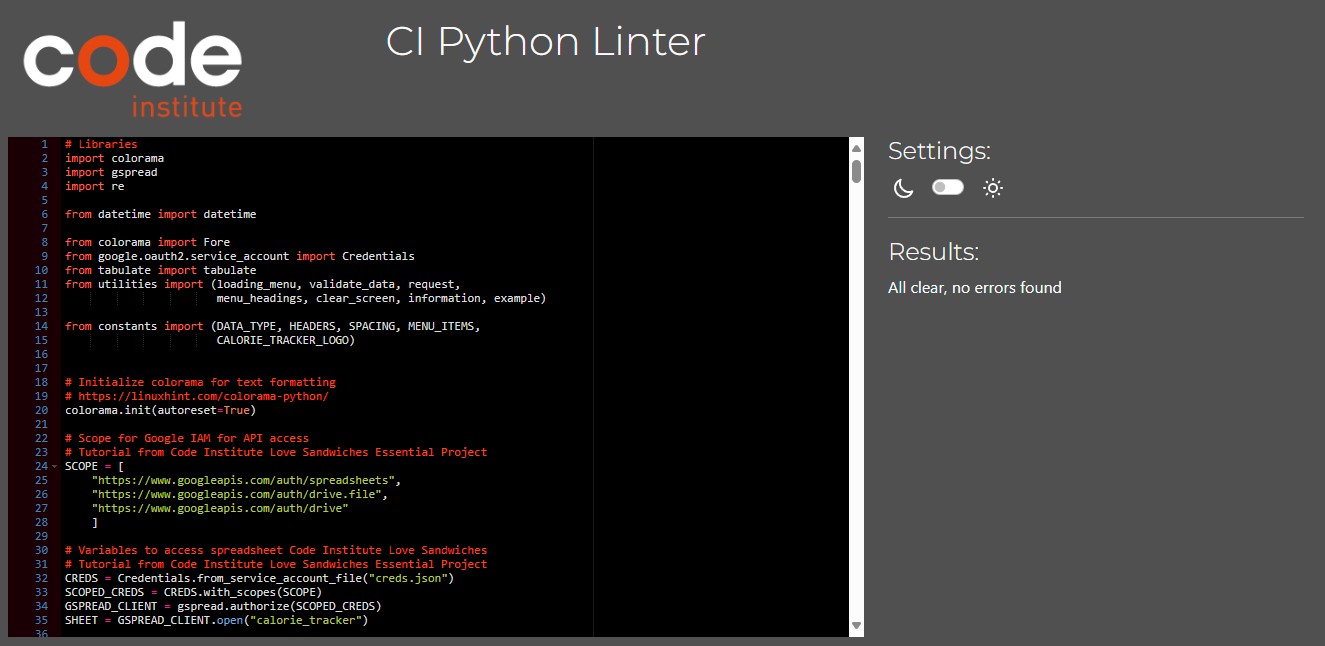 code
institute
CI Python Linter
1 # Libraries
2 import colorama
3 import gspread
4 import re
5
6 from datetime import datetime
7
8 from colorama import Fore
9 from google.oauth2.service_account import Credentials
10 from tabulate import tabulate
11 from utilities import (loading_menu, validate_data, request,
12                        menu_headings, clear_screen, information, example)
13
14 from constants import (DATA_TYPE, HEADERS, SPACING, MENU_ITEMS,
15                        CALORIE_TRACKER_LOGO)
16
17
18 # Initialize colorama for text formatting
19 # https://linuxhint.com/colorama-python/
20 colorama.init(autoreset=True)
21
22 # Scope for Google IAM for API access
23 # Tutorial from Code Institute Love Sandwiches Essential Project
24 SCOPE = [
25     "https://www.googleapis.com/auth/spreadsheets",
26     "https://www.googleapis.com/auth/drive.file",
27     "https://www.googleapis.com/auth/drive"
28     ]
29
30 # Variables to access spreadsheet Code Institute Love Sandwiches
31 # Tutorial from Code Institute Love Sandwiches Essential Project
32 CREDS = Credentials.from_service_account_file("creds.json")
33 SCOPED_CREDS = CREDS.with_scopes(SCOPE)
34 GSPREAD_CLIENT = gspread.authorize(SCOPED_CREDS)
35 SHEET = GSPREAD_CLIENT.open("calorie_tracker")
36
Settings:
Results:
All clear, no errors found